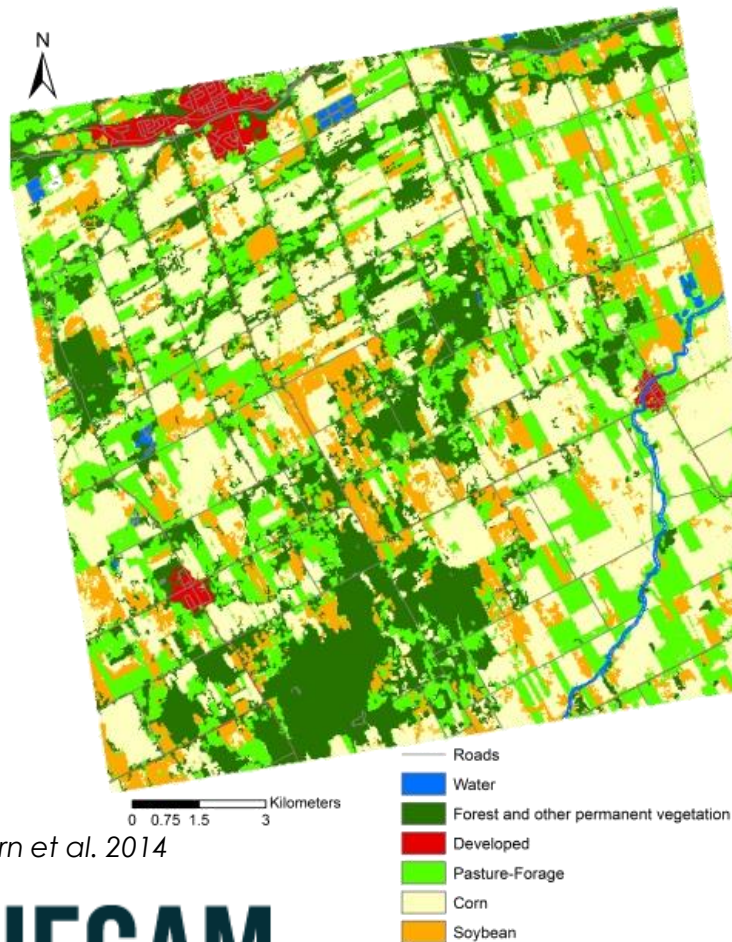 N
Kilometers
0 0.75 1.5 3
et al. 2014
Roads
Water
Forest and other permanent vegetation
Developed
Pasture-Forage
Corn
Soybean